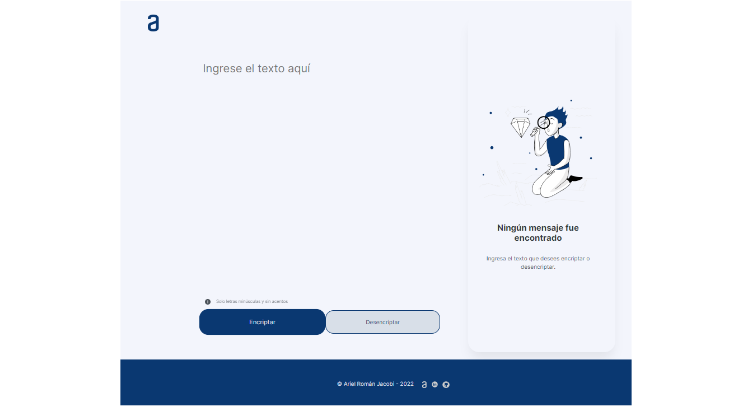 a
Ingrese el texto aquí
Ningún mensaje fue
encontrado
Ingresa el texto que desees encriptar o
desencriptar.
Solo letras minúsculas y sin acentos
Encriptar
Desencriptar
© Ariel Román Jacobi - 2022